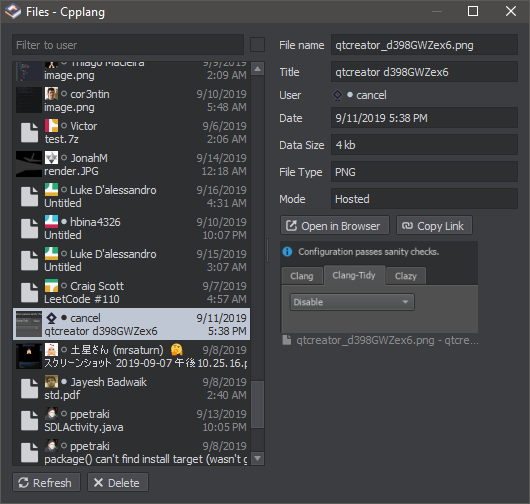 Files - Cpplang
Filter to user
Thiago Macieira 9/9/2019
image.png 2:09 AM
cor3ntin 9/10/2019
image.png 5:48 AM
Victor 9/6/2019
test.7z 2:06 AM
JonahM 9/14/2019
render.JPG 12:18 AM
Luke D'alessandro 9/16/2019
Untitled 4:31 AM
hbina4326 9/10/2019
Untitled 10:07 PM
Luke D'alessandro 9/15/2019
Untitled 3:07 AM
Craig Scott 9/7/2019
LeetCode #110 4:57 AM
cancel 9/11/2019
qtcreator d398GWZex6 5:38 PM
土星さん (mrsaturn) 🤔 9/8/2019
スクリーンショット 2019-09-07 午後10.25.16.p
Jayesh Badwaik 9/8/2019
std.pdf 2:40 AM
ppetraki 9/13/2019
SDLActivity.java 10:05 PM
ppetraki 9/8/2019
package() can't find install target (wasn't g
Refresh Delete
File name qtcreator_d398GWZex6.png
Title qtcreator d398GWZex6
User cancel
Date 9/11/2019 5:38 PM
Data Size 4 kb
File Type PNG
Mode Hosted
Open in Browser Copy Link
Configuration passes sanity checks.
Clang Clang-Tidy Clazy
Disable
qtcreator_d398GWZex6.png - qtcre...